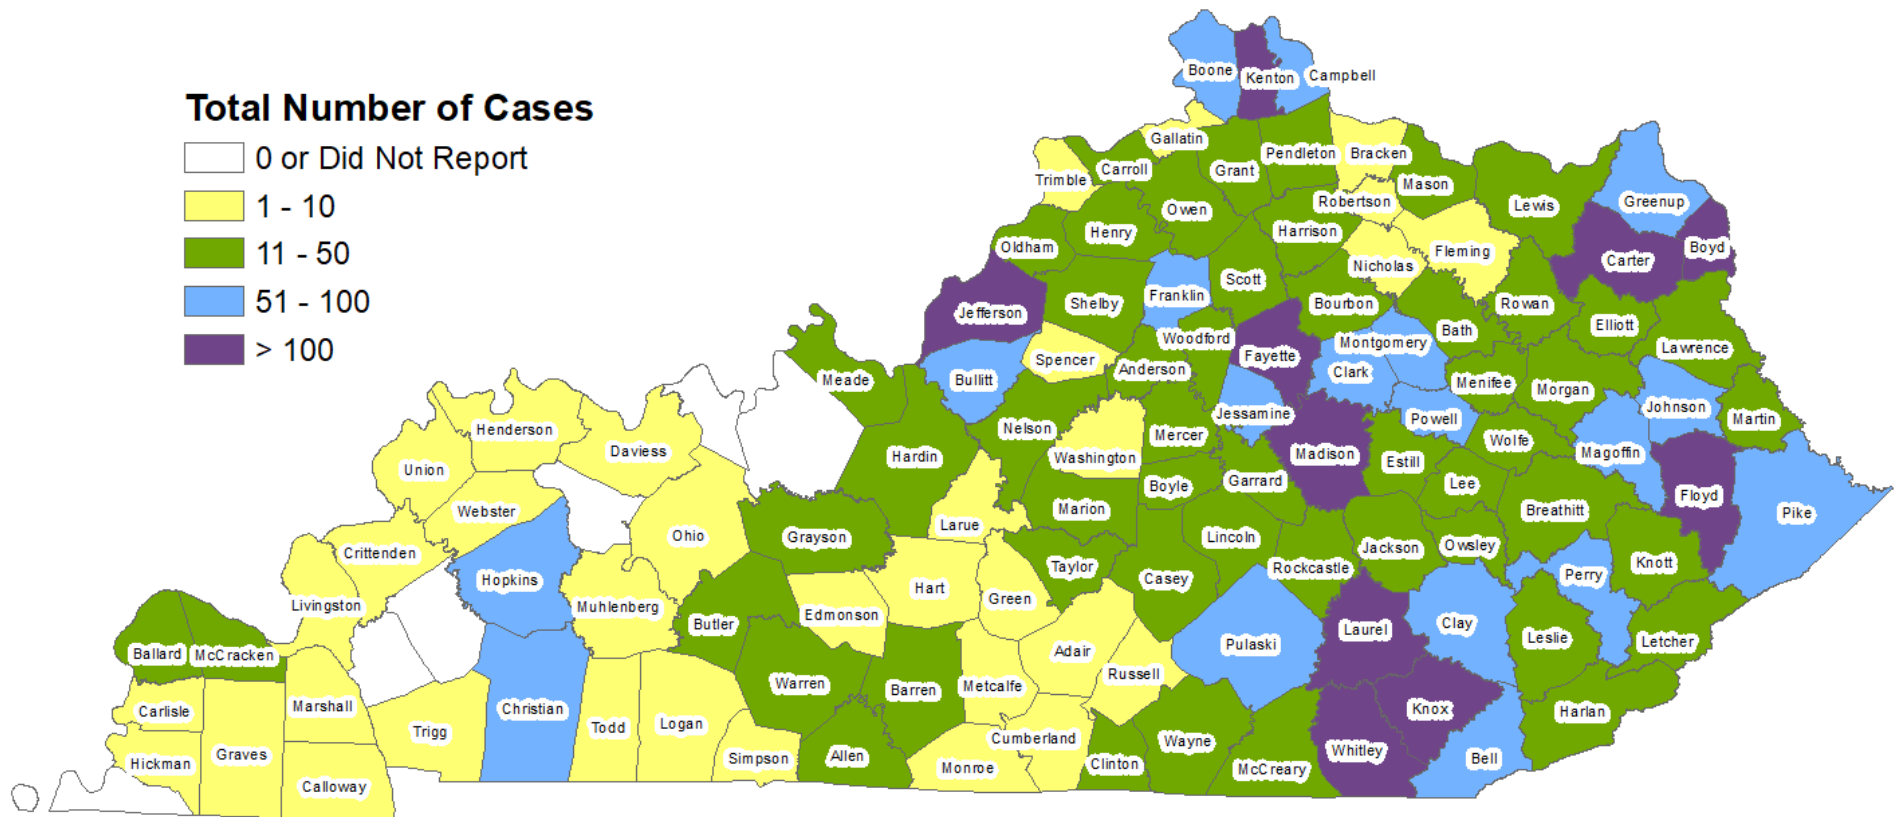 Total Number of Cases
0 or Did Not Report
1 - 10
11 - 50
51 - 100
> 100
Boone
Kenton
Campbell
Gallatin
Pendleton
Bracken
Carroll
Grant
Trimble
Mason
Robertson
Lewis
Greenup
Owen
Henry
Harrison
Oldham
Fleming
Boyd
Carter
Nicholas
Scott
Franklin
Shelby
Bourbon
Rowan
Jefferson
Elliott
Bath
Woodford
Montgomery
Lawrence
Fayette
Spencer
Anderson
Clark
Bullitt
Meade
Menifee
Morgan
Johnson
Jessamine
Powell
Martin
Nelson
Henderson
Mercer
Wolfe
Daviess
Hardin
Washington
Madison
Magoffin
Estill
Union
Garrard
Lee
Boyle
Floyd
Webster
Marion
Breathitt
Pike
Larue
Ohio
Grayson
Lincoln
Owsley
Jackson
Crittenden
Knott
Taylor
Rockcastle
Perry
Casey
Hopkins
Hart
Green
Livingston
Muhlenberg
Edmonson
Butler
Clay
Laurel
Leslie
Letcher
Pulaski
Adair
Ballard
McCracken
Russell
Warren
Metcalfe
Barren
Marshall
Christian
Knox
Carlisle
Harlan
Logan
Todd
Trigg
Cumberland
Wayne
Whitley
Graves
Allen
Simpson
Bell
Hickman
Clinton
Monroe
McCreary
Calloway